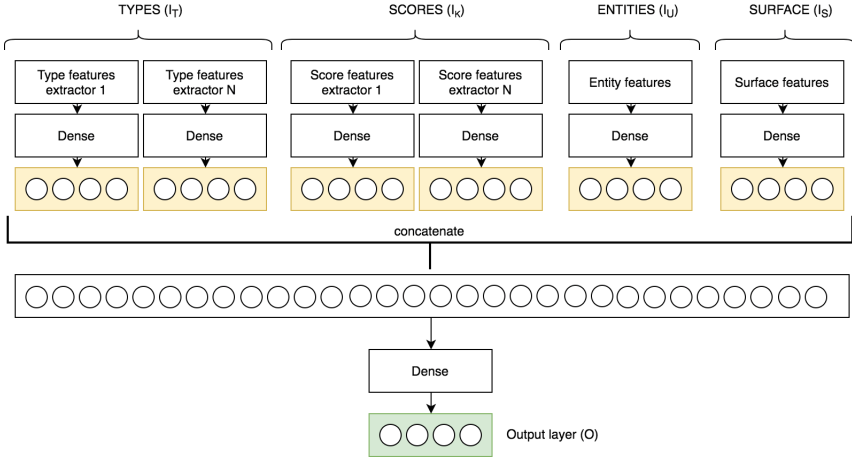 TYPES (I_T)
SCORES (I_K)
ENTITIES (I_U)
SURFACE (I_S)
Type features
extractor 1
Type features
extractor N
Score features
extractor 1
Score features
extractor N
Entity features
Surface features
Dense
Dense
Dense
Dense
Dense
Dense
concatenate
Dense
Output layer (O)